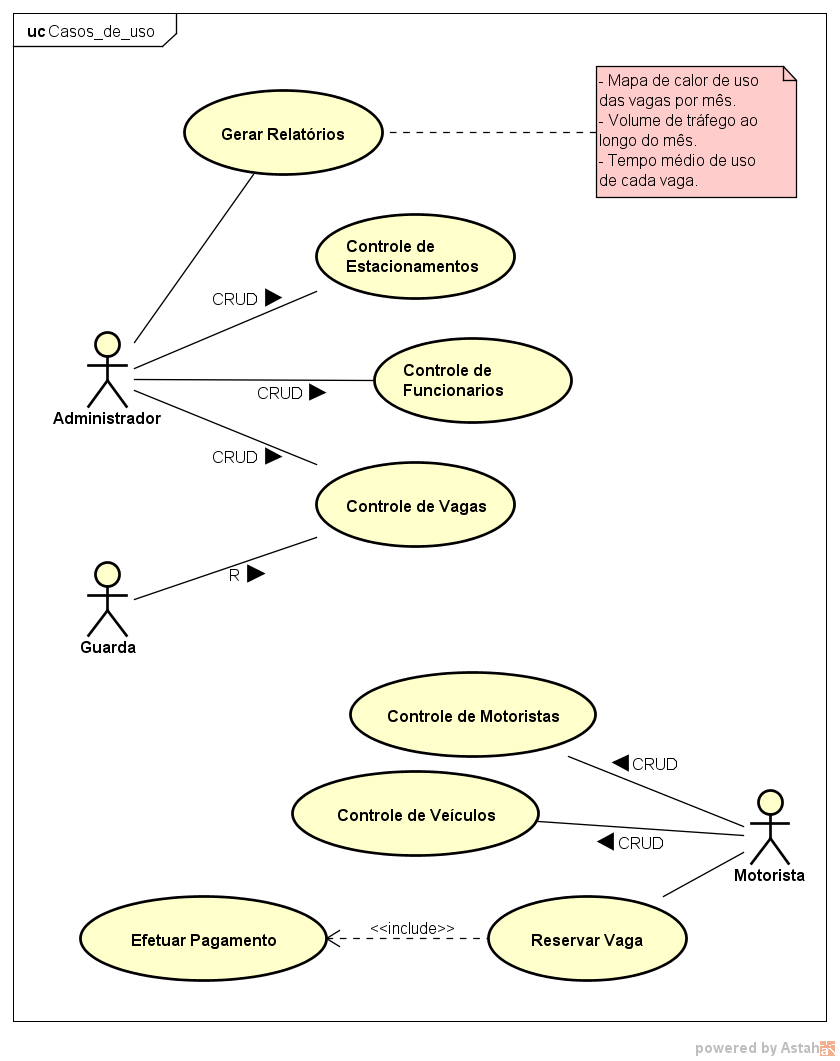 uc Casos_de_uso
- Mapa de calor de uso
das vagas por mês.
- Volume de tráfego ao
longo do mês.
- Tempo médio de uso
de cada vaga.
Gerar Relatórios
Controle de
Estacionamentos
CRUD
Controle de
Funcionarios
CRUD
Administrador
CRUD
Controle de Vagas
R
Guarda
Controle de Motoristas
CRUD
Controle de Veículos
CRUD
Motorista
<<include>>
Efetuar Pagamento
Reservar Vaga
powered by Astah